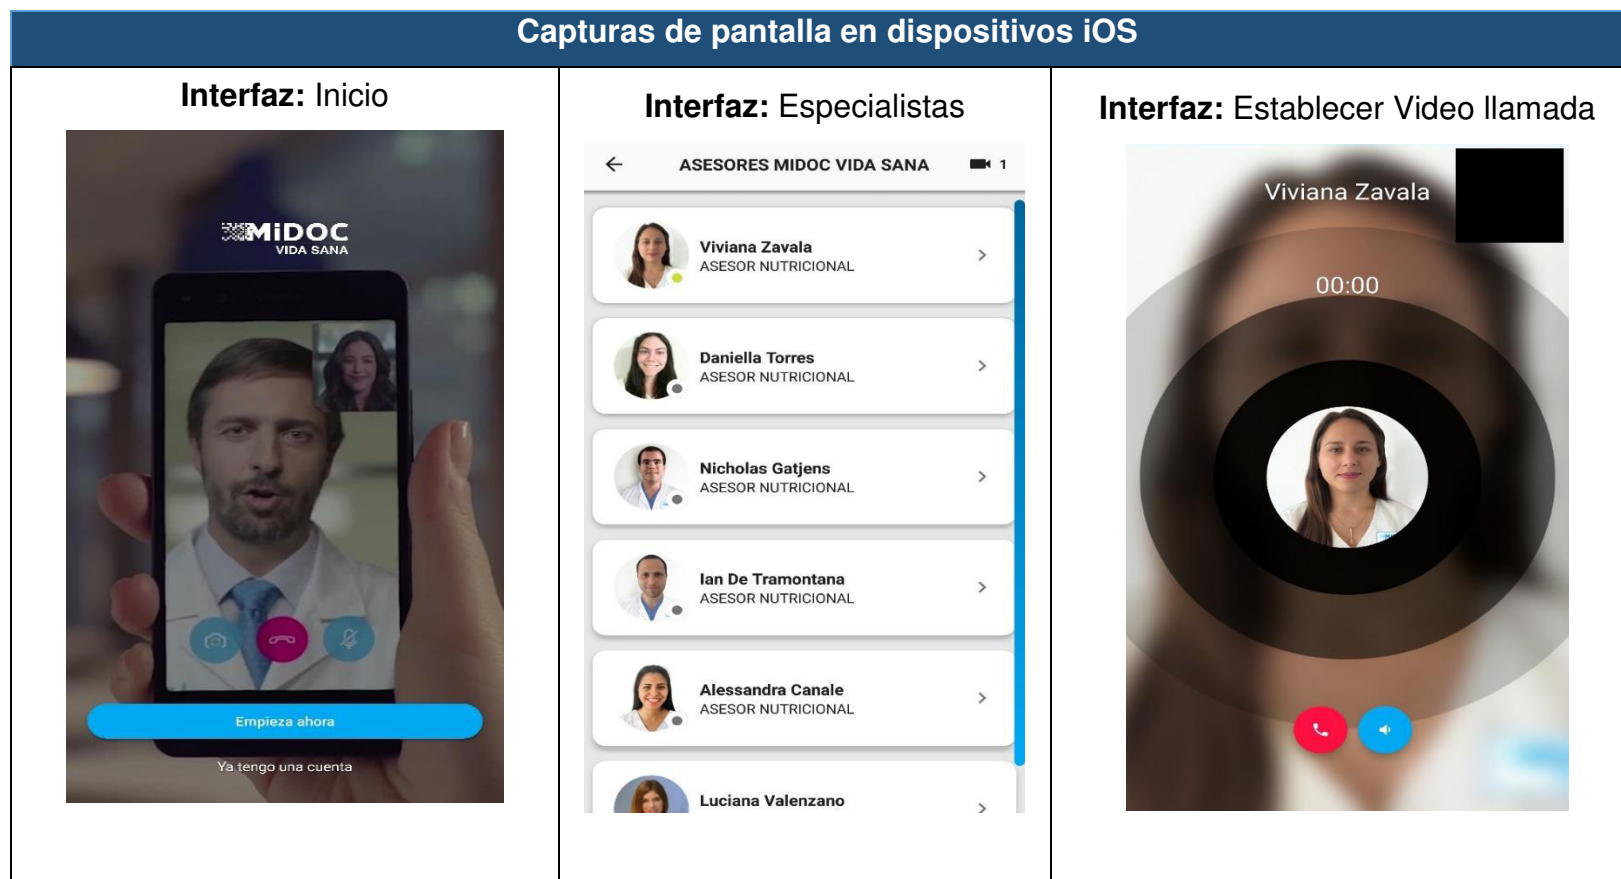 Capturas de pantalla en dispositivos iOS
Interfaz: Inicio
MiDOC
VIDA SANA
Empieza ahora
Ya tengo una cuenta
Interfaz: Especialistas
ASESORES MIDOC VIDA SANA 1
Viviana Zavala
ASESOR NUTRICIONAL
Daniella Torres
ASESOR NUTRICIONAL
Nicholas Gatjens
ASESOR NUTRICIONAL
Ian De Tramontana
ASESOR NUTRICIONAL
Alessandra Canale
ASESOR NUTRICIONAL
Luciana Valenzano
Interfaz: Establecer Video llamada
Viviana Zavala
00:00